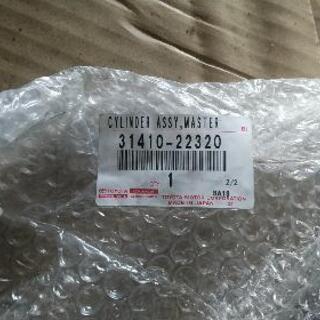 CYLINDER ASSY,MASTER
31410-22320
1
2/2
TOYOTA MOTOR CORPORATION
MADE IN JAPAN